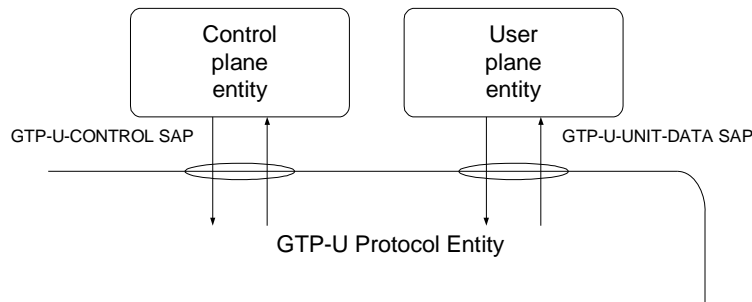 Control
plane
entity
User
plane
entity
GTP-U-CONTROL SAP
GTP-U-UNIT-DATA SAP
GTP-U Protocol Entity